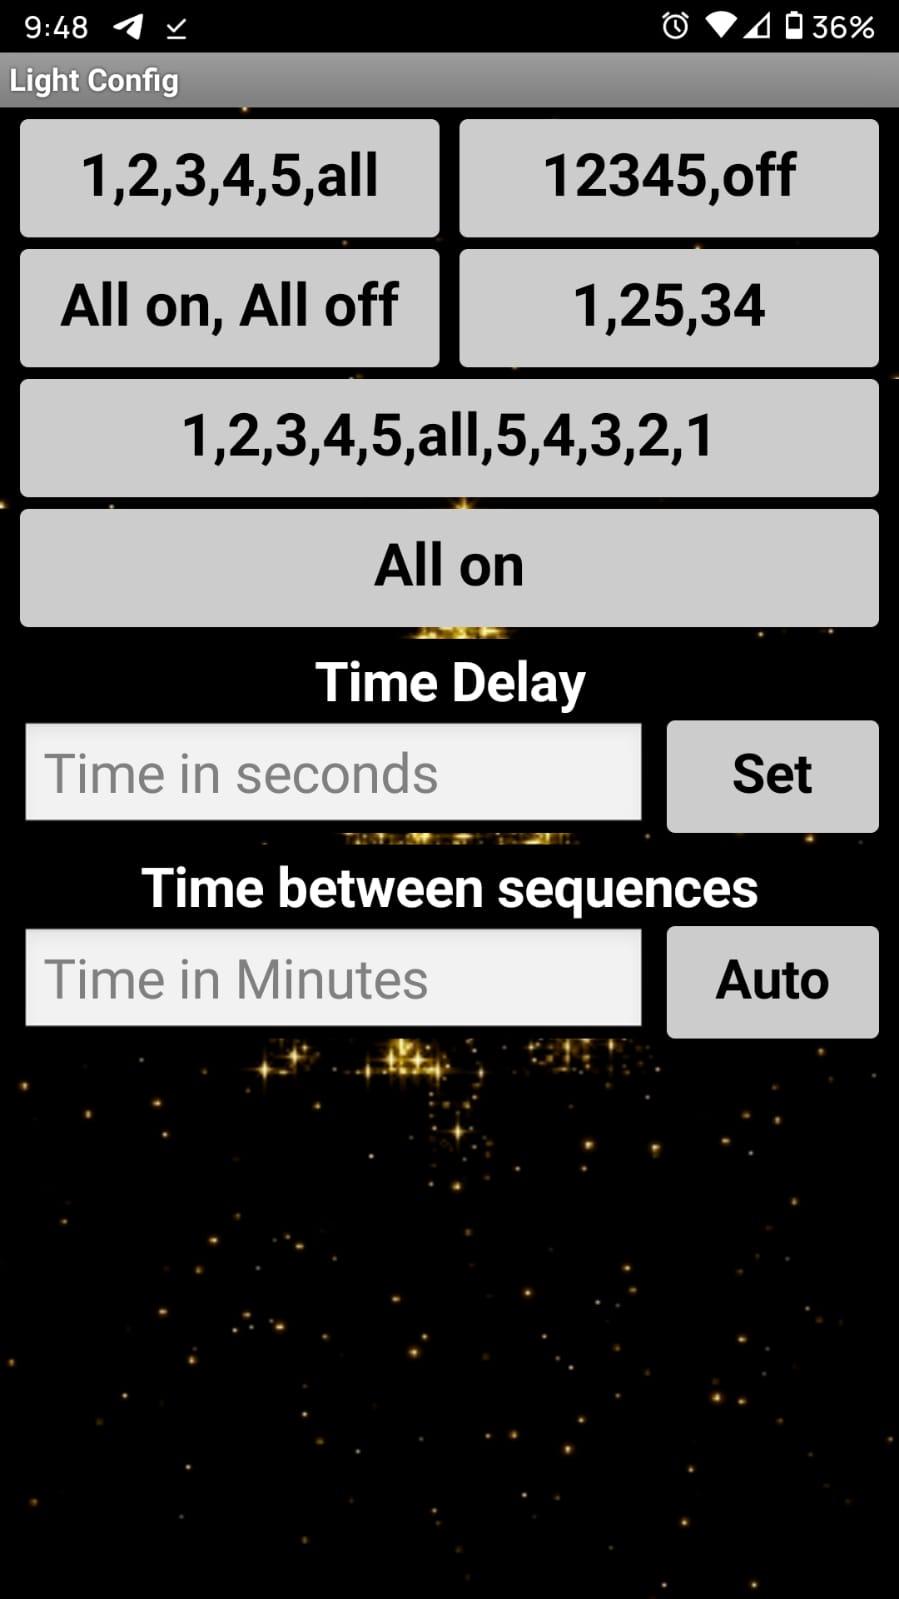 9:48 36%
Light Config
1,2,3,4,5,all 12345,off
All on, All off 1,25,34
1,2,3,4,5,all,5,4,3,2,1
All on
Time Delay
Time in seconds Set
Time between sequences
Time in Minutes Auto